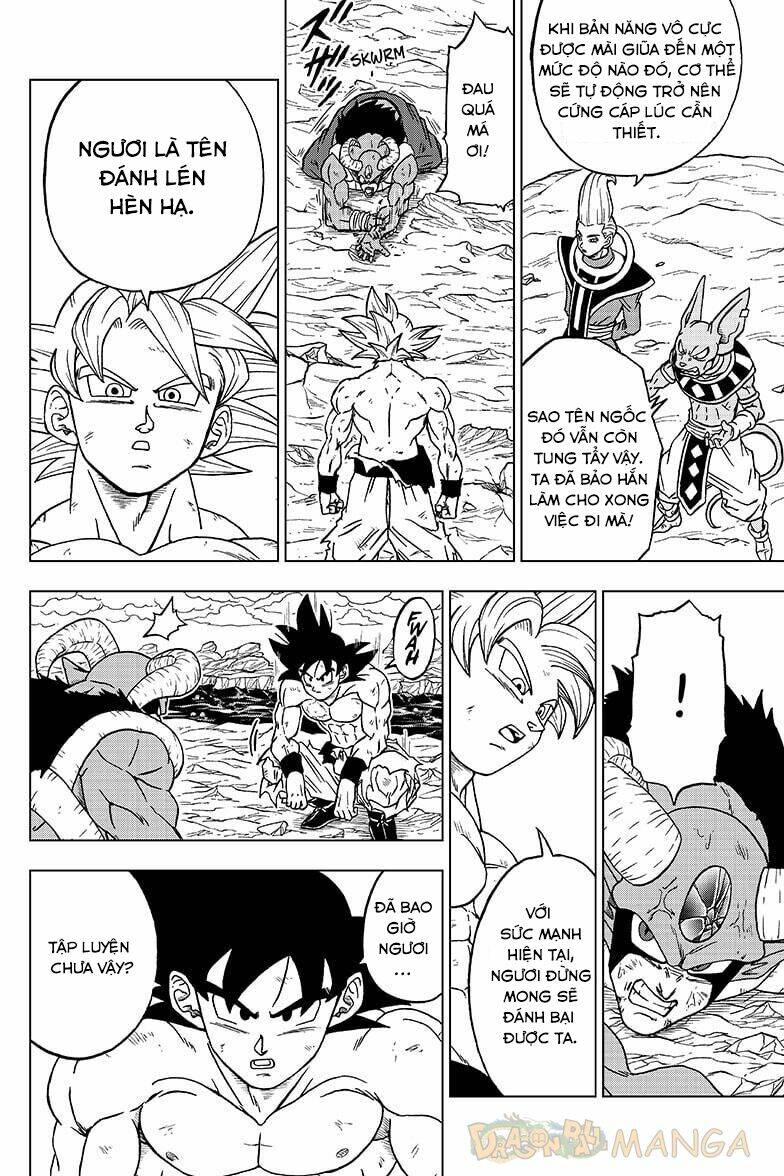 KHI BẢN NĂNG VÔ CỰC
ĐƯỢC MÀI GIŨA ĐẾN MỘT
MỨC ĐỘ NÀO ĐÓ, CƠ THỂ
SẼ TỰ ĐỘNG TRỞ NÊN
CỨNG CÁP LÚC CẦN
THIẾT.
SAO TÊN NGỐC
ĐÓ VẪN CÒN
TUNG TẨY VẬY.
TA ĐÃ BẢO HẮN
LÀM CHO XONG
VIỆC ĐI MÀ!
SKWRM
ĐAU
QUÁ
MÁ
ƠI!
NGƯƠI LÀ TÊN
ĐÁNH LÉN
HÈN HẠ.
!
VỚI
SỨC MẠNH
HIỆN TẠI,
NGƯƠI ĐỪNG
MONG SẼ
ĐÁNH BẠI
ĐƯỢC TA.
FWAH
ĐÃ BAO
GIỜ
NGƯƠI
...
TẬP LUYỆN
CHƯA VẬY?
DRAGON BALL MANGA